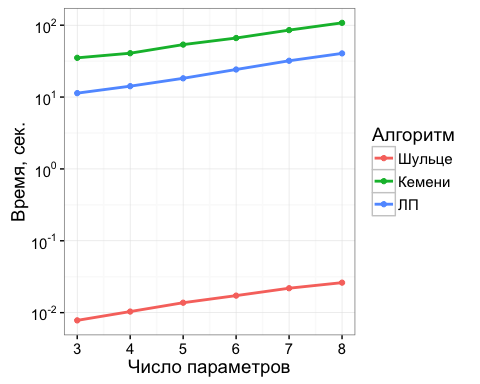 10²
10¹
10⁰
10⁻¹
10⁻²
Время, сек.
3 4 5 6 7 8
Число параметров
Алгоритм
Шульце
Кемени
ЛП